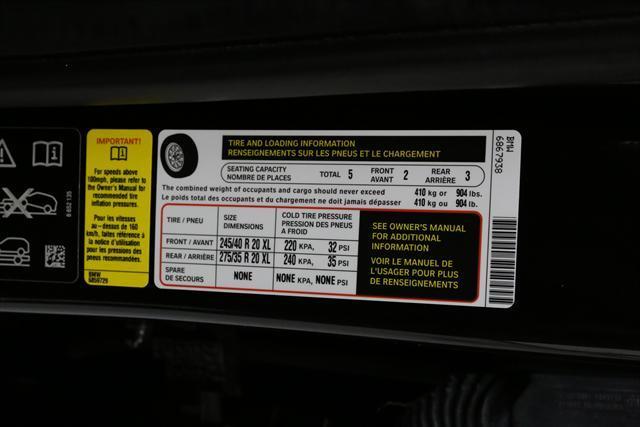 IMPORTANT!
For speeds above
100mph, please
refer to the
Owner's Manual
for recommended
tire inflation
pressures.
Pour les vitesses
au-dessus de 160
km/h, faites référence
à la notice d'utilisation
pour les pressions des
pneus recommandées.
BMW
6850729
8 652 135
TIRE AND LOADING INFORMATION
RENSEIGNEMENTS SUR LES PNEUS ET LE CHARGEMENT
SEATING CAPACITY
NOMBRE DE PLACES
TOTAL 5
FRONT
AVANT 2
REAR
ARRIÈRE 3
The combined weight of occupants and cargo should never exceed 410 kg or 904 lbs.
Le poids total des occupants et du chargement ne doit jamais dépasser 410 kg ou 904 lb.
TIRE / PNEU
SIZE
DIMENSIONS
COLD TIRE PRESSURE
PRESSION DES PNEUS
A FROID
FRONT / AVANT 245/40 R 20 XL 220 KPA, 32 PSI
REAR / ARRIÈRE 275/35 R 20 XL 240 KPA, 35 PSI
SPARE
DE SECOURS
NONE NONE KPA, NONE PSI
SEE OWNER'S MANUAL
FOR ADDITIONAL
INFORMATION
VOIR LE MANUEL DE
L'USAGER POUR PLUS
DE RENSEIGNEMENTS
BMW
6867938